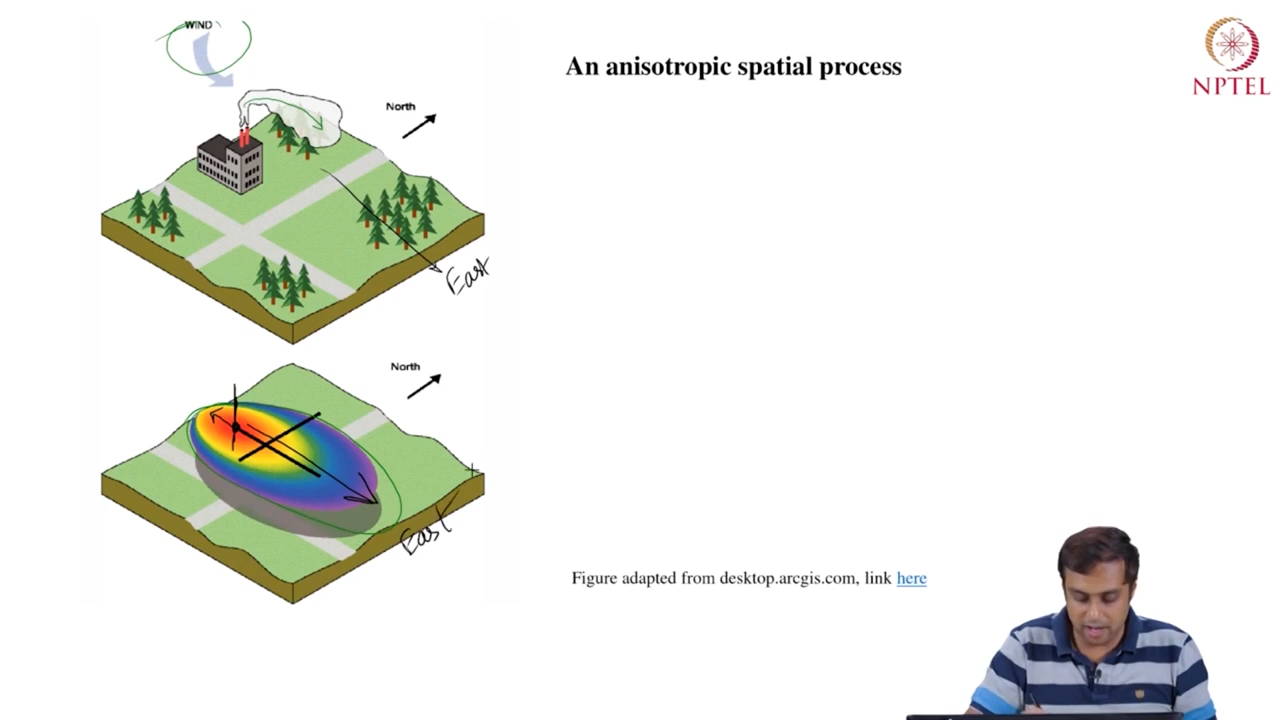 WIND
An anisotropic spatial process
NPTEL
North
East
North
East
Figure adapted from desktop.arcgis.com, link here